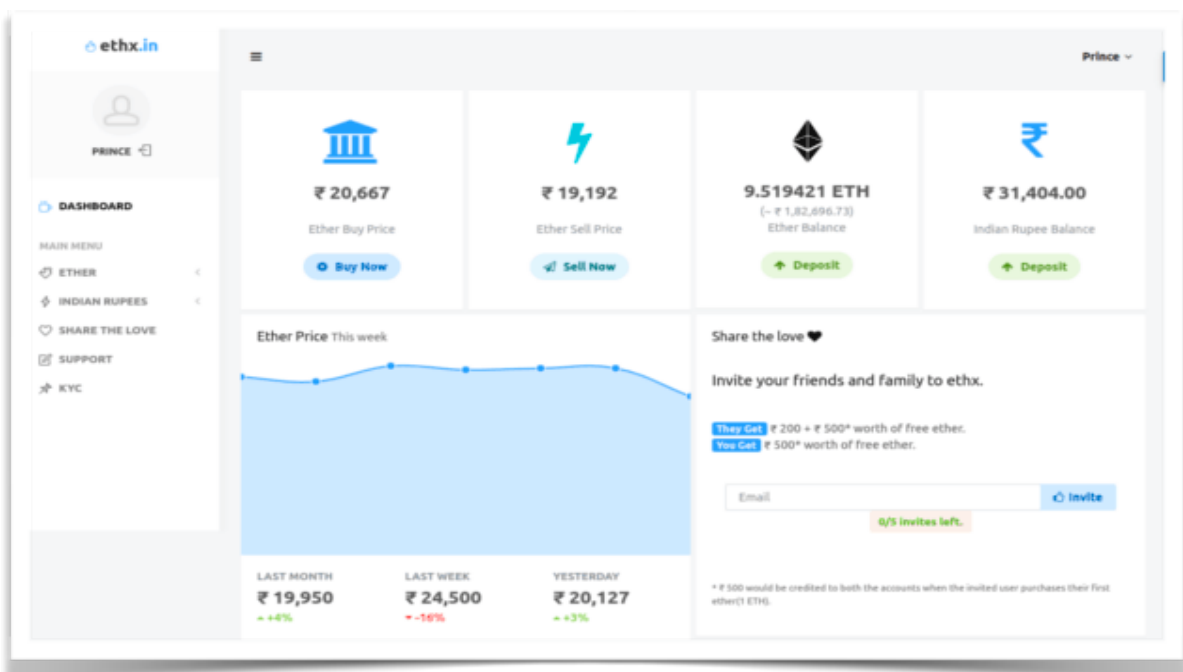 ethx.in
PRINCE
DASHBOARD
MAIN MENU
ETHER
INDIAN RUPEES
SHARE THE LOVE
SUPPORT
KYC
Prince
₹ 20,667
Ether Buy Price
Buy Now
₹ 19,192
Ether Sell Price
Sell Now
9.519421 ETH
(~ ₹ 1,82,696.73)
Ether Balance
Deposit
₹ 31,404.00
Indian Rupee Balance
Deposit
Ether Price This week
LAST MONTH
₹ 19,950
+4%
LAST WEEK
₹ 24,500
-16%
YESTERDAY
₹ 20,127
+3%
Share the love
Invite your friends and family to ethx.
They Get ₹ 200 + ₹ 500* worth of free ether.
You Get ₹ 500* worth of free ether.
Email
Invite
0/5 invites left.
* ₹ 500 would be credited to both the accounts when the invited user purchases their first
ether(1 ETH).